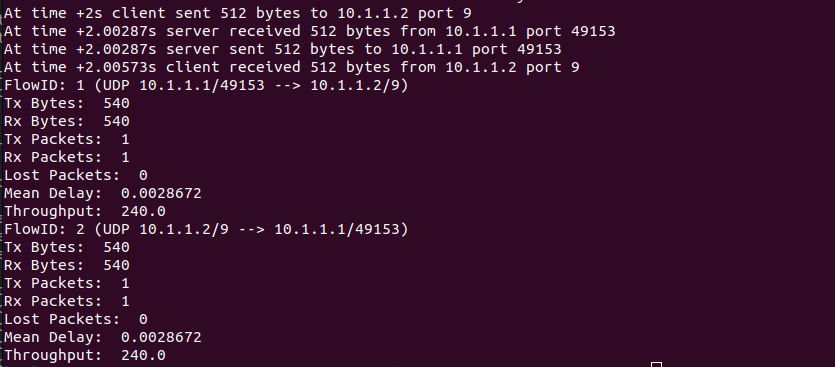 At time +2s client sent 512 bytes to 10.1.1.2 port 9
At time +2.00287s server received 512 bytes from 10.1.1.1 port 49153
At time +2.00287s server sent 512 bytes to 10.1.1.1 port 49153
At time +2.00573s client received 512 bytes from 10.1.1.2 port 9
FlowID: 1 (UDP 10.1.1.1/49153 --> 10.1.1.2/9)
Tx Bytes:  540
Rx Bytes:  540
Tx Packets:  1
Rx Packets:  1
Lost Packets:  0
Mean Delay:  0.0028672
Throughput:  240.0
FlowID: 2 (UDP 10.1.1.2/9 --> 10.1.1.1/49153)
Tx Bytes:  540
Rx Bytes:  540
Tx Packets:  1
Rx Packets:  1
Lost Packets:  0
Mean Delay:  0.0028672
Throughput:  240.0